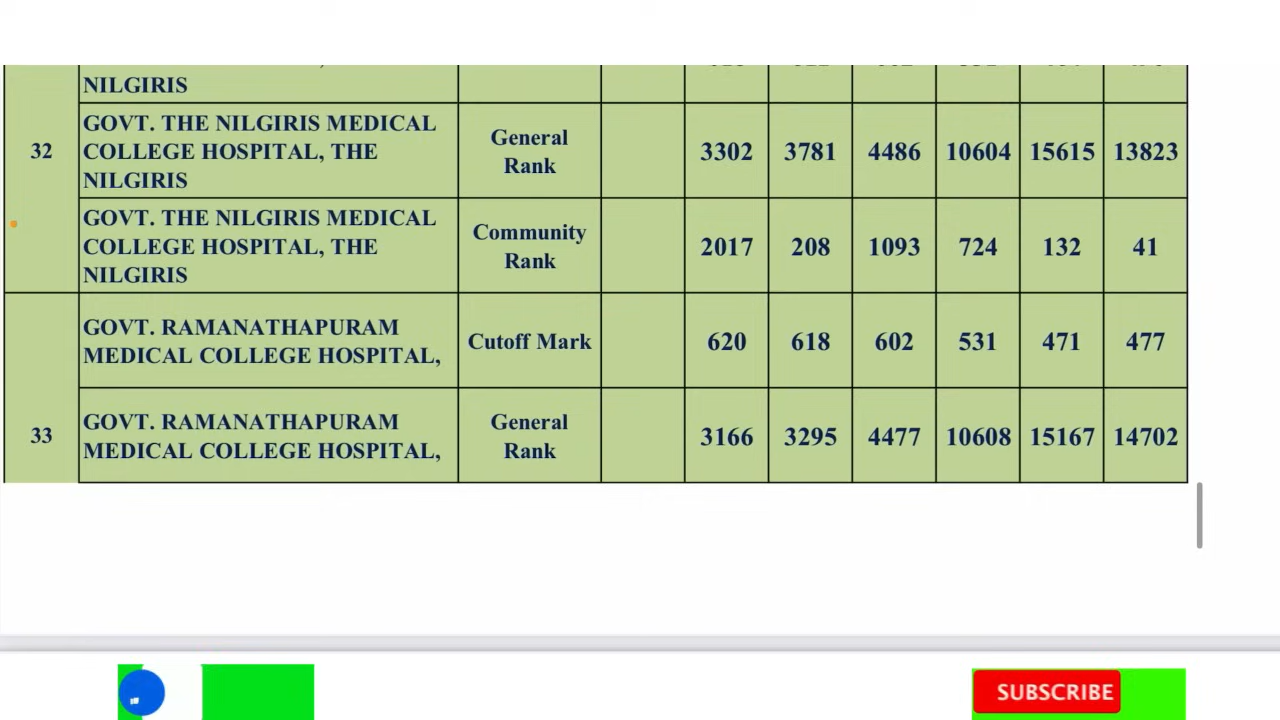 NILGIRIS
32
GOVT. THE NILGIRIS MEDICAL
COLLEGE HOSPITAL, THE
NILGIRIS
General
Rank
3302 3781 4486 10604 15615 13823
GOVT. THE NILGIRIS MEDICAL
COLLEGE HOSPITAL, THE
NILGIRIS
Community
Rank
2017 208 1093 724 132 41
33
GOVT. RAMANATHAPURAM
MEDICAL COLLEGE HOSPITAL,
Cutoff Mark
620 618 602 531 471 477
GOVT. RAMANATHAPURAM
MEDICAL COLLEGE HOSPITAL,
General
Rank
3166 3295 4477 10608 15167 14702
SUBSCRIBE